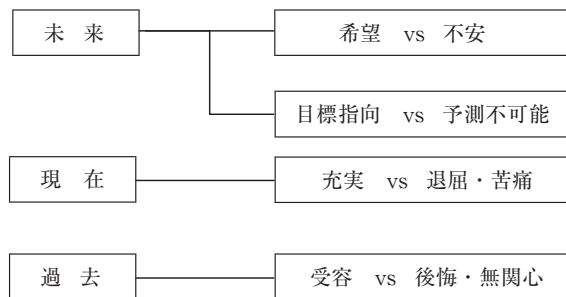 未来
希望 vs 不安
目標指向 vs 予測不可能
現在
充実 vs 退屈・苦痛
過去
受容 vs 後悔・無関心